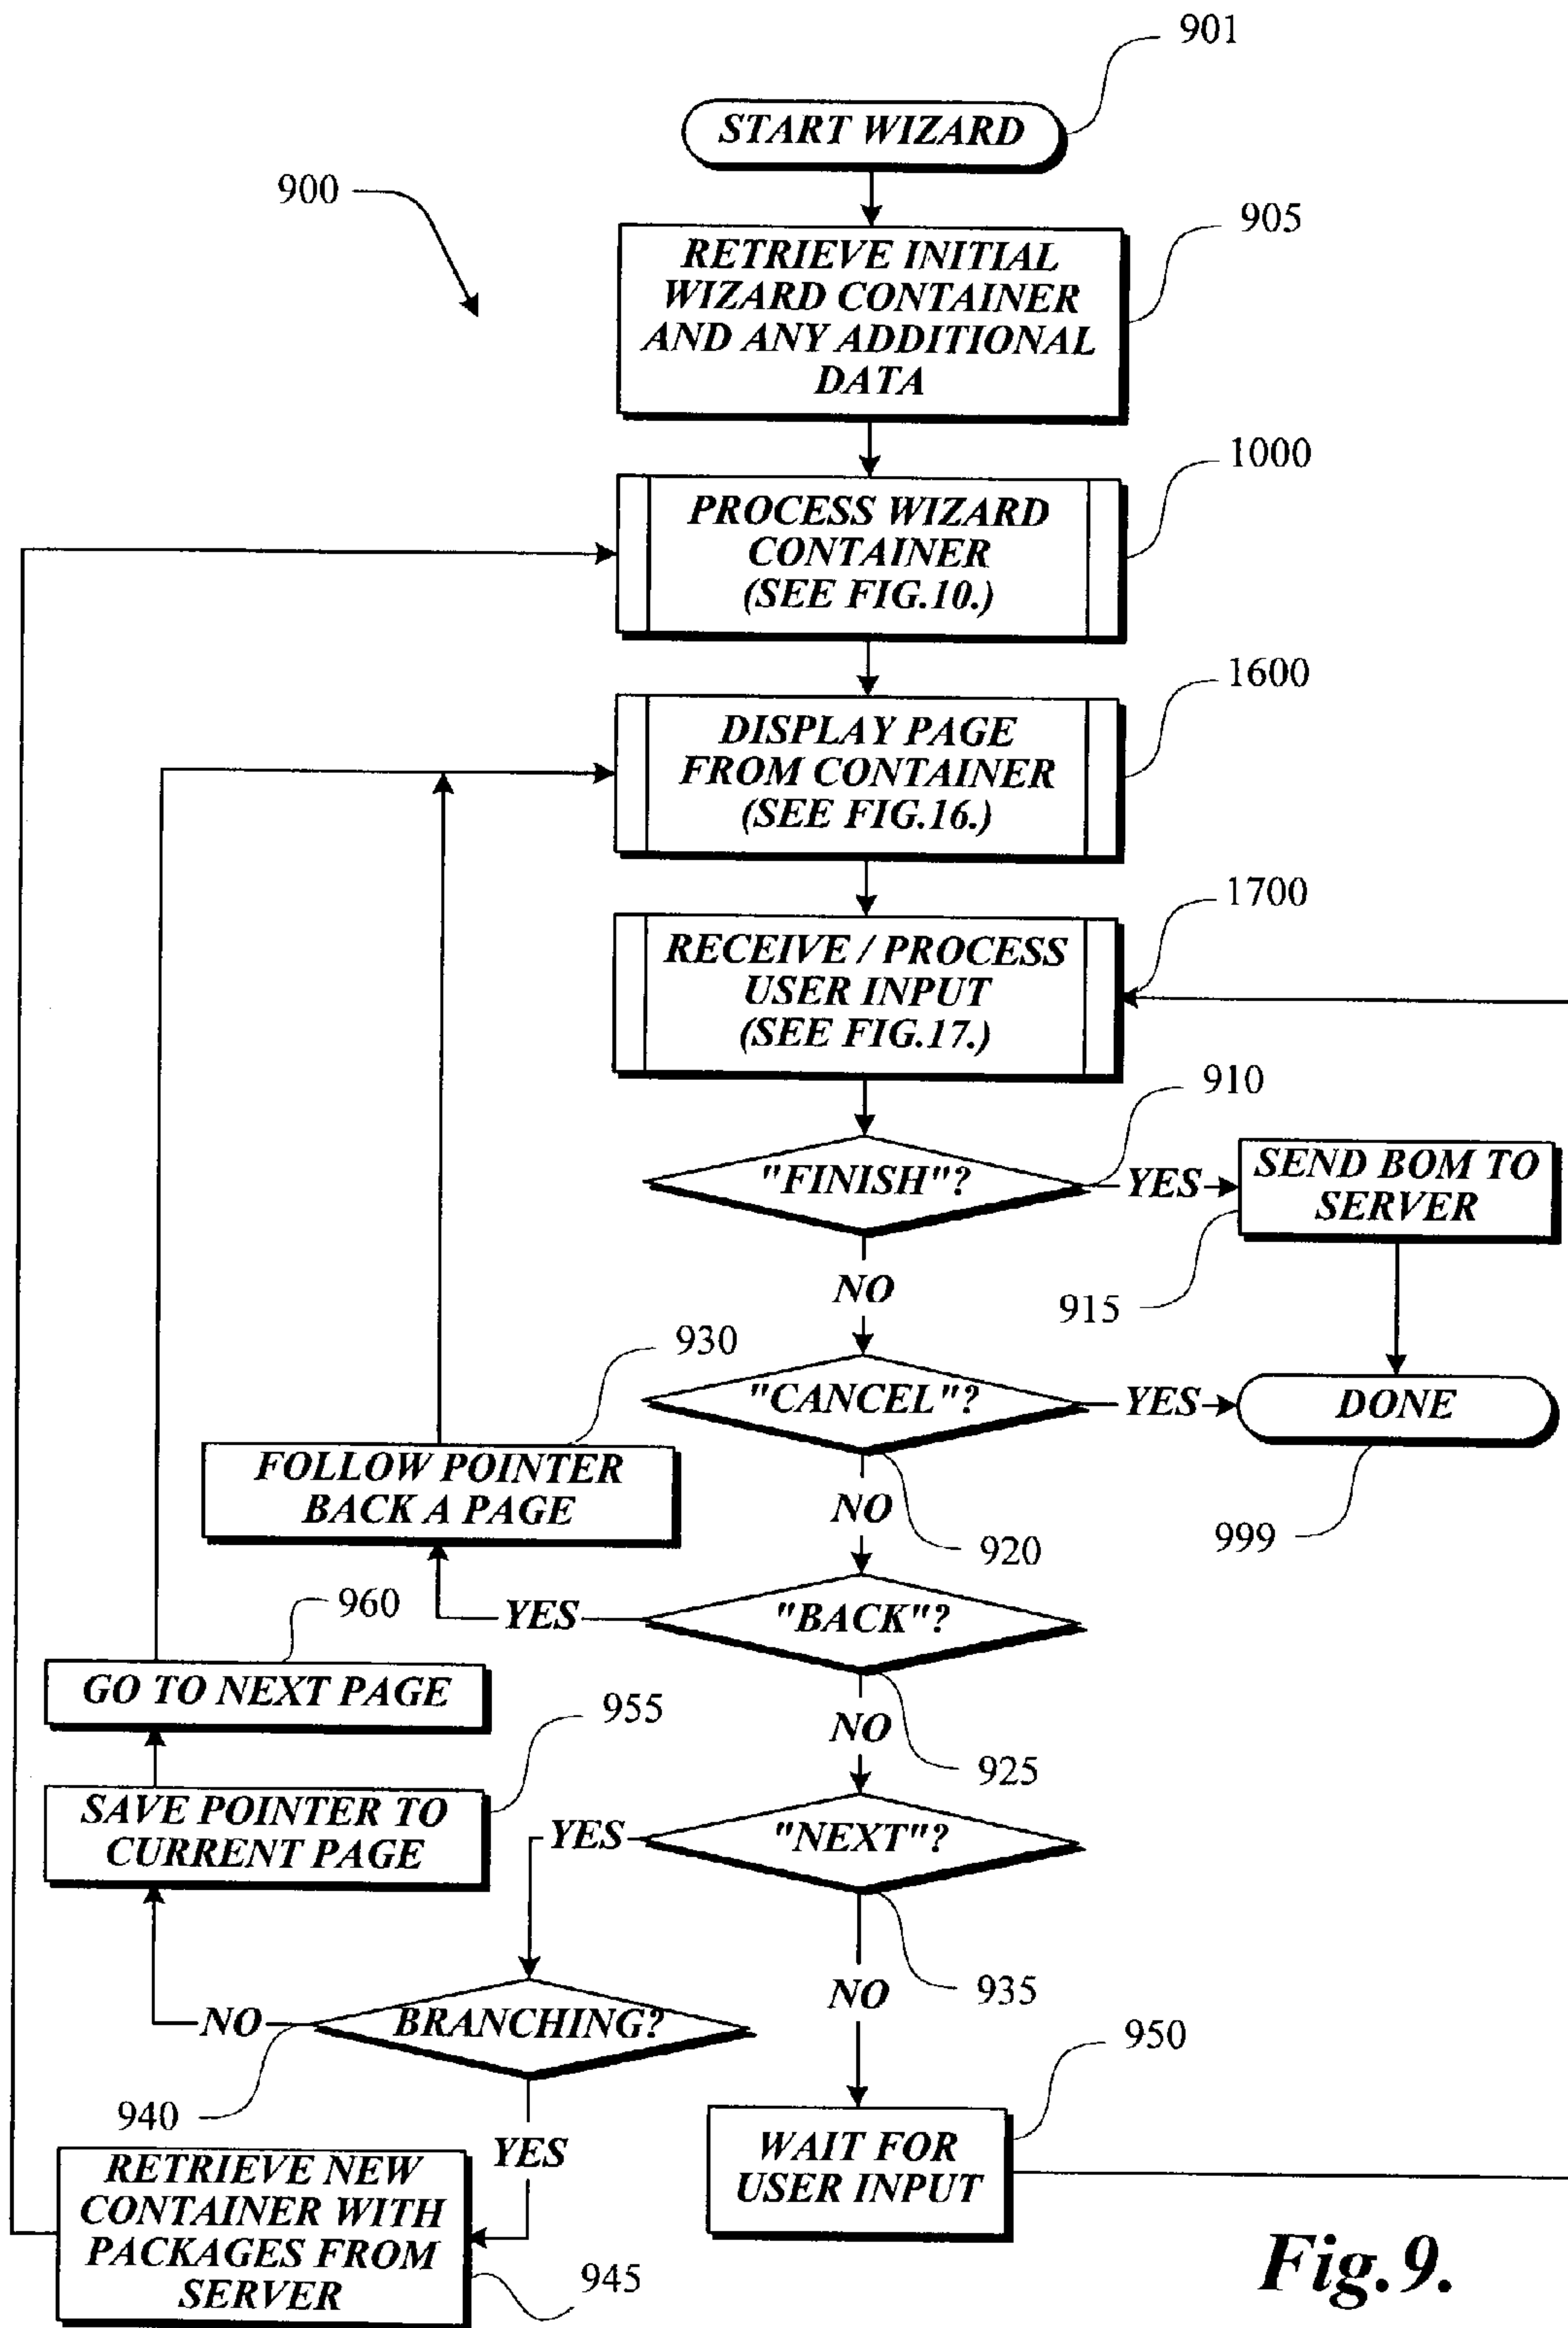 901
START WIZARD
900
905
RETRIEVE INITIAL
WIZARD CONTAINER
AND ANY ADDITIONAL
DATA
1000
PROCESS WIZARD
CONTAINER
(SEE FIG.10.)
1600
DISPLAY PAGE
FROM CONTAINER
(SEE FIG.16.)
1700
RECEIVE / PROCESS
USER INPUT
(SEE FIG.17.)
910
"FINISH"?
YES
SEND BOM TO
SERVER
915
NO
930
"CANCEL"?
YES
DONE
999
FOLLOW POINTER
BACK A PAGE
NO
920
960
YES
"BACK"?
GO TO NEXT PAGE
955
NO
925
SAVE POINTER TO
CURRENT PAGE
YES
"NEXT"?
935
NO
NO
BRANCHING?
940
YES
950
WAIT FOR
USER INPUT
RETRIEVE NEW
CONTAINER WITH
PACKAGES FROM
SERVER
945
Fig.9.